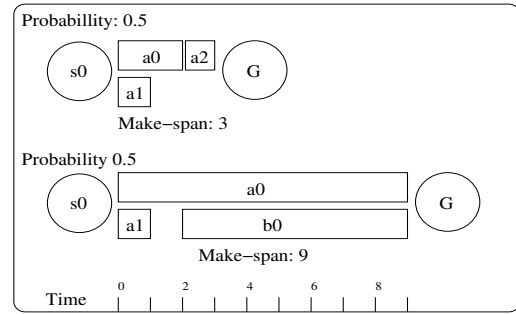 Probabillity: 0.5
s0 a0 a2 G
a1
Make-span: 3
Probability 0.5
s0 a0 G
a1 b0
Make-span: 9
0 2 4 6 8
Time